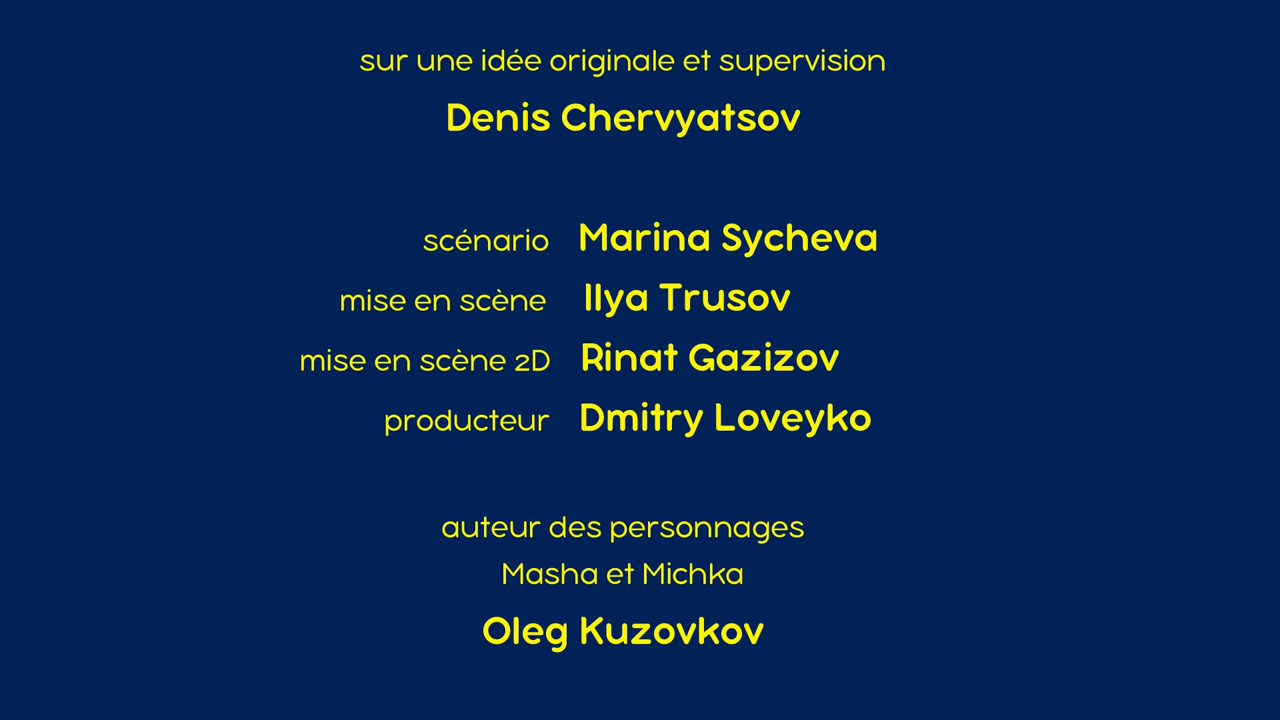 sur une idée originale et supervision
Denis Chervyatsov
scénario Marina Sycheva
mise en scène Ilya Trusov
mise en scène 2D Rinat Gazizov
producteur Dmitry Loveyko
auteur des personnages
Masha et Michka
Oleg Kuzovkov